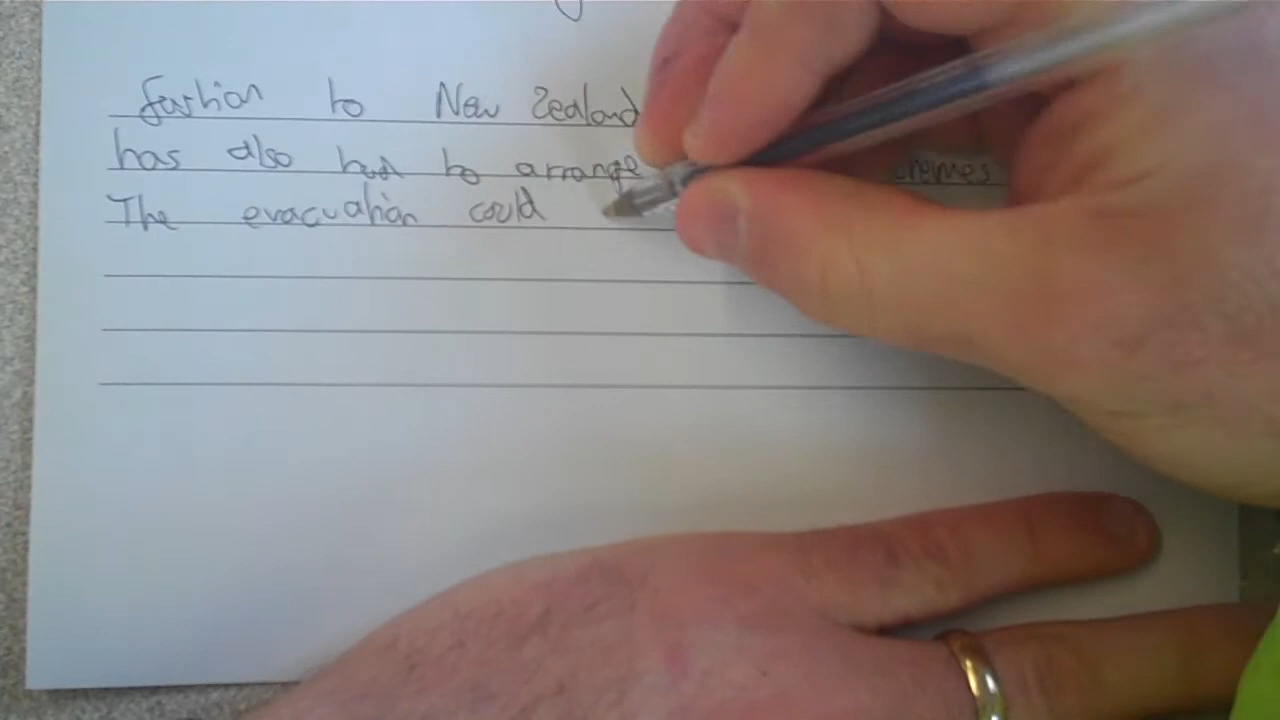 fashion to New Zealand
has also had to arrange
The evacuation could